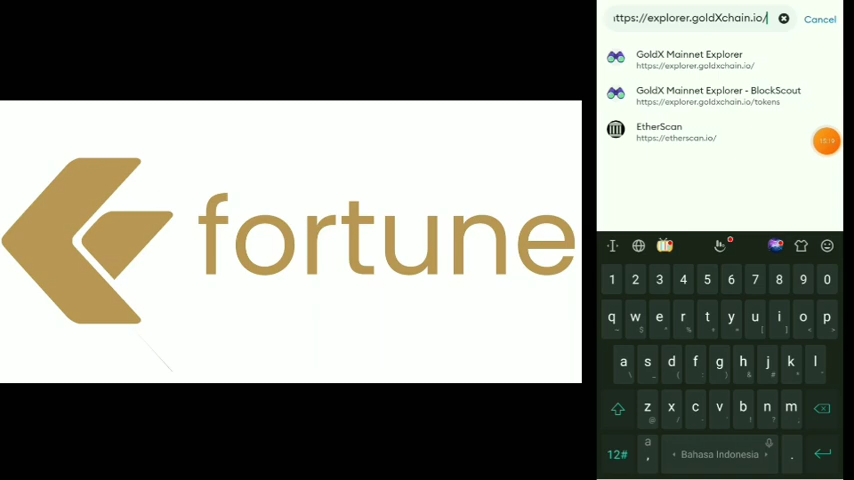 fortune
ttps://explorer.goldXchain.io/
Cancel
GoldX Mainnet Explorer
https://explorer.goldxchain.io/
GoldX Mainnet Explorer - BlockScout
https://explorer.goldxchain.io/tokens
EtherScan
https://etherscan.io/
1 2 3 4 5 6 7 8 9 0
q w e r t y u i o p
a s d f g h j k l
z x c v b n m
12# , Bahasa Indonesia .